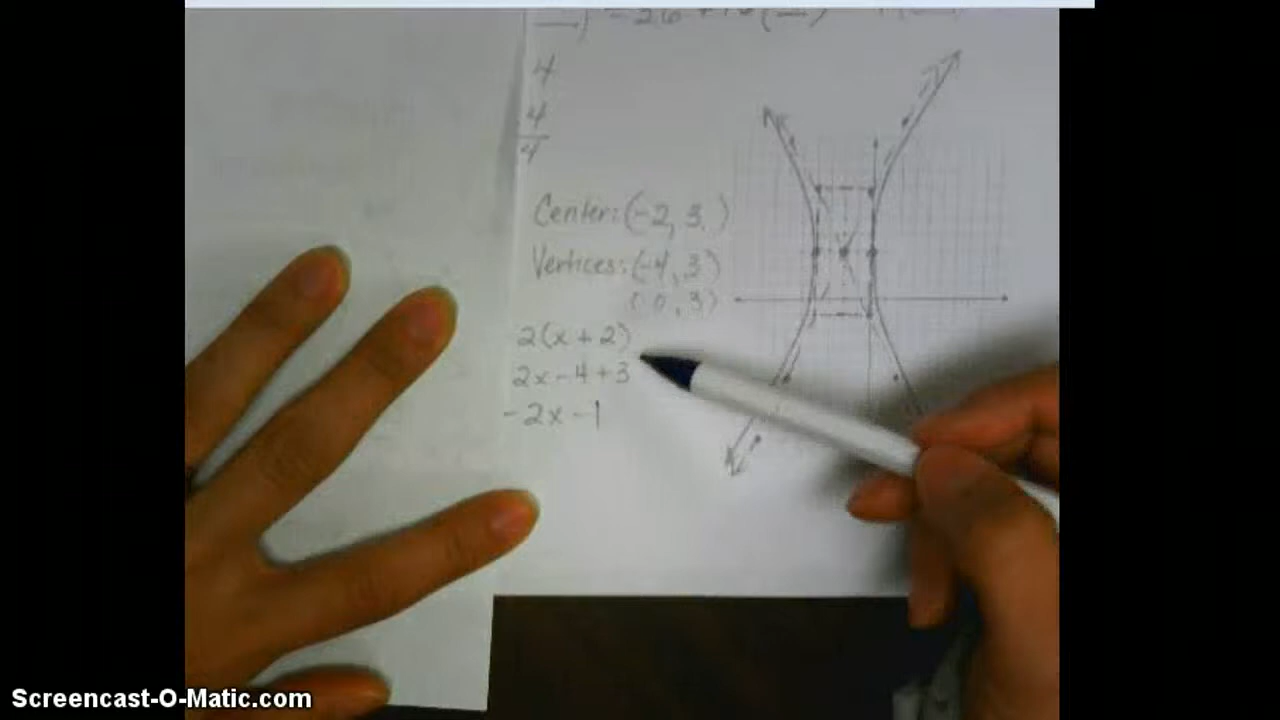 4
4
4
Center: (-2, 3)
Vertices: (-4, 3)
(0, 3)
2(x + 2)
2x - 4 + 3
-2x - 1
Screencast-O-Matic.com